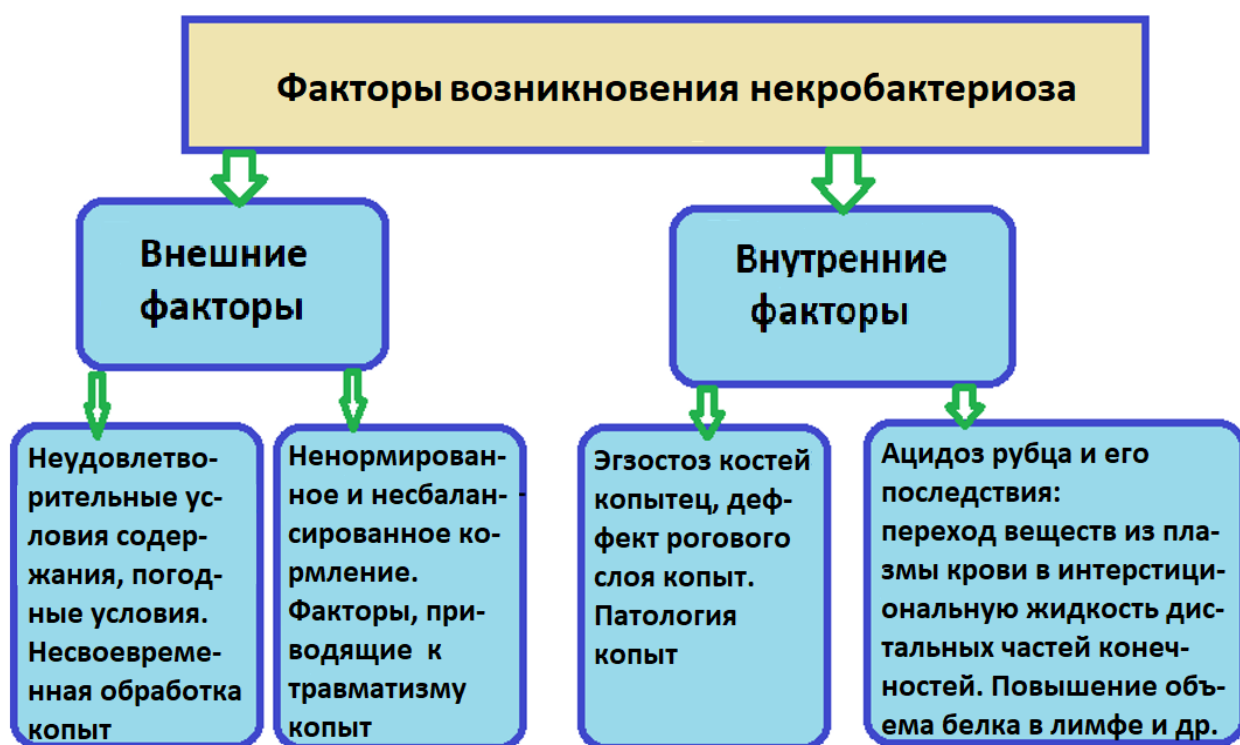 Факторы возникновения некробактериоза
Внешние
факторы
Внутренние
факторы
Неудовлетво-
рительные ус-
ловия содер-
жания, погод-
ные условия.
Несвоевреме-
нная обработка
копыт
Ненормирован-
ное и несбалан-
сированное ко-
рмление.
Факторы, при-
водящие к
травматизму
копыт
Эгзостоз костей
копытец, деф-
фект рогового
слоя копыт.
Патология
копыт
Ацидоз рубца и его
последствия:
переход веществ из пла-
змы крови в интерстици-
ональную жидкость дис-
тальных частей конеч-
ностей. Повышение объ-
ема белка в лимфе и др.